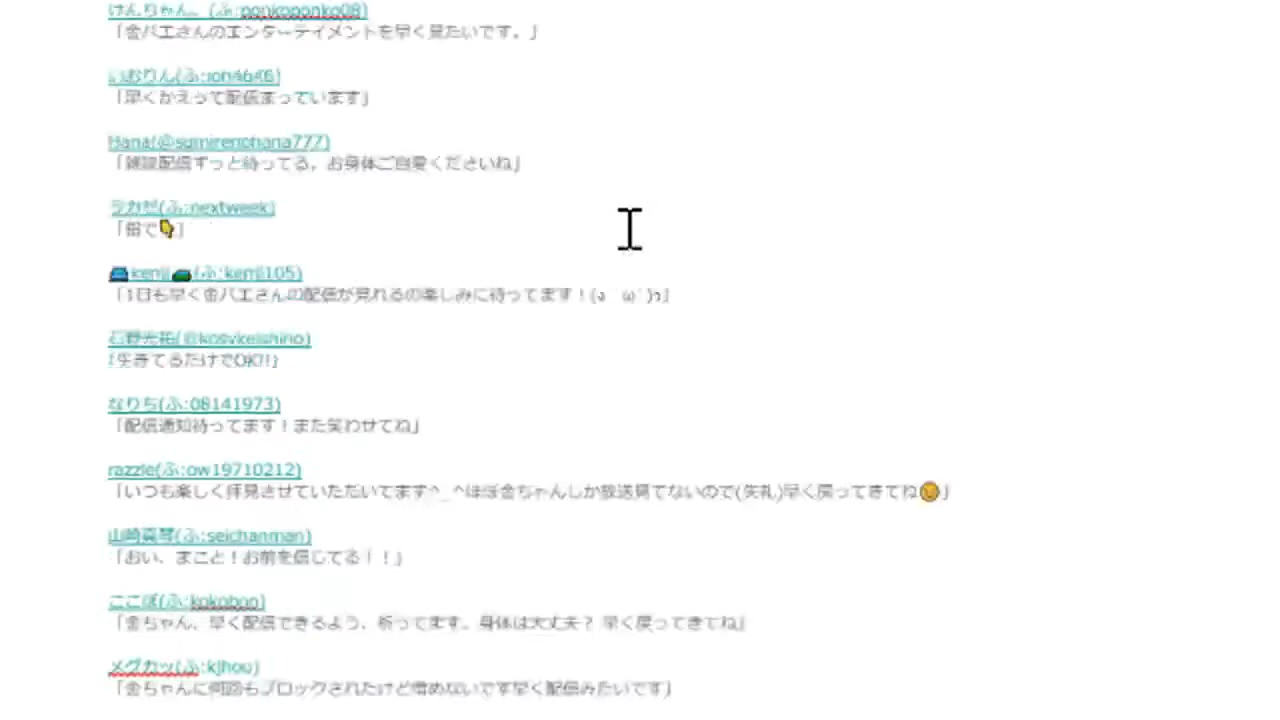 けんりゃん。(ふ:ponkoponko08)
「金バエさんのエンターテイメントを早く見たいです。」
いおりん(ふ:ion4646)
「早くかえって配信まっています」
Hana(@sumirenohana777)
「雑談配信ずっと待ってる。お身体ご自愛くださいね」
(ふ:nextweek)
「指で👇」
kenji(ふ:kenji105)
「1日も早く金バエさんの配信が見れるの楽しみに待ってます！
石野光祐(@kosykeishino)
「生きてるだけでOK!!」
なりち(ふ:08141973)
「配信通知待ってます！また笑わせてね」
razzle(ふ:ow19710212)
「いつも楽しく拝見させていただいてます^_^ほぼ金ちゃんしか放送見てないので(失礼)早く戻ってきてね😊」
山崎真琴(ふ:seichanman)
「おい、まこと！お前を信じてる！！」
ここぼ(ふ:kokoboo)
「金ちゃん、早く配信できるよう、祈ってます。身体は大丈夫？ 早く戻ってきてね」
メグカッ(ふ:kjhou)
「金ちゃんに何回もブロックされたけど憎めないです早く配信みたいです」